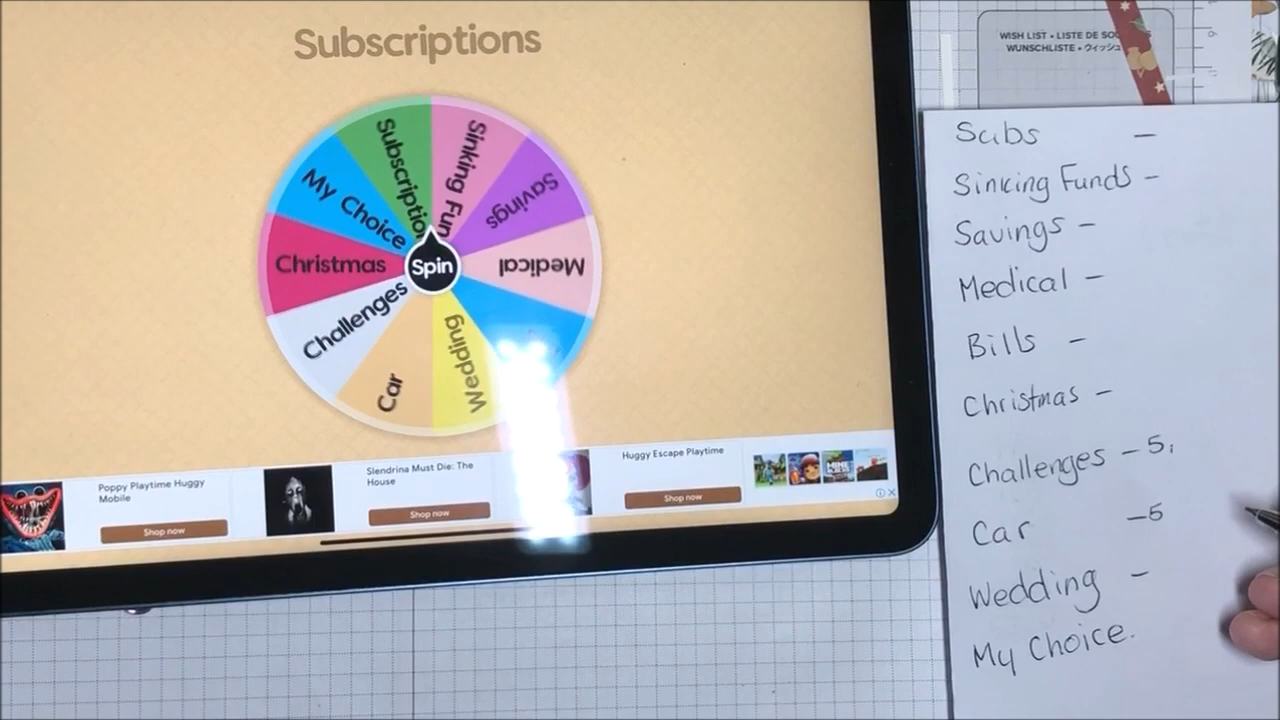 Subscriptions
Subscription
Sinking Fun
Savings
Medical
Wedding
Car
Challenges
Christmas
My Choice
Spin
Poppy Playtime Huggy
Mobile
Shop now
Slendrina Must Die: The
House
Shop now
Huggy Escape Playtime
Shop now
WISH LIST • LISTE DE SO
WUNSCHLISTE • ウィッシュ
Subs –
Sinking Funds –
Savings –
Medical –
Bills –
Christmas –
Challenges – 5,
Car – 5
Wedding –
My Choice.